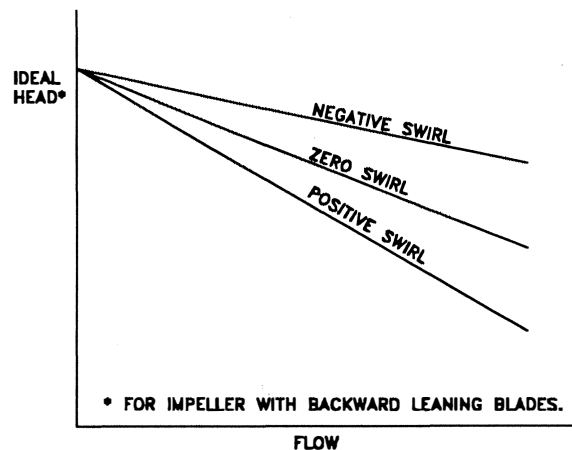 IDEAL
HEAD*
NEGATIVE SWIRL
ZERO SWIRL
POSITIVE SWIRL
* FOR IMPELLER WITH BACKWARD LEANING BLADES.
FLOW